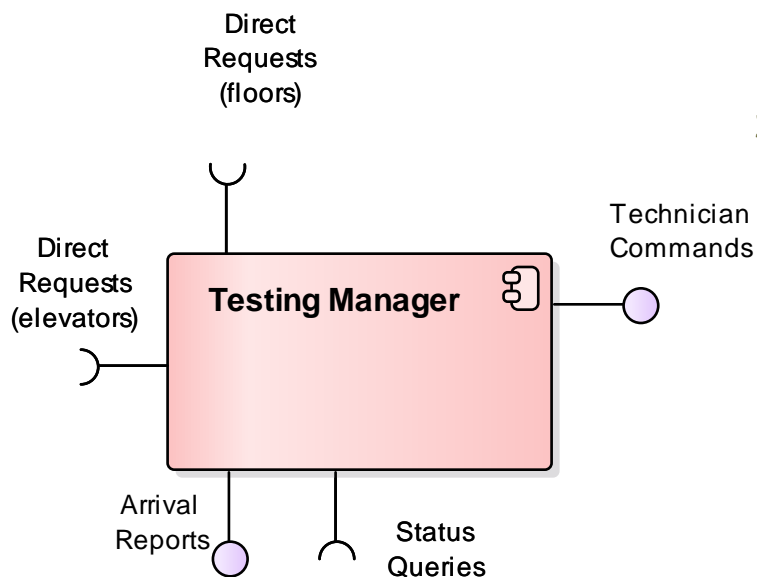 Direct
Requests
(floors)
Technician
Commands
Direct
Requests
(elevators)
Testing Manager
Arrival
Reports
Status
Queries